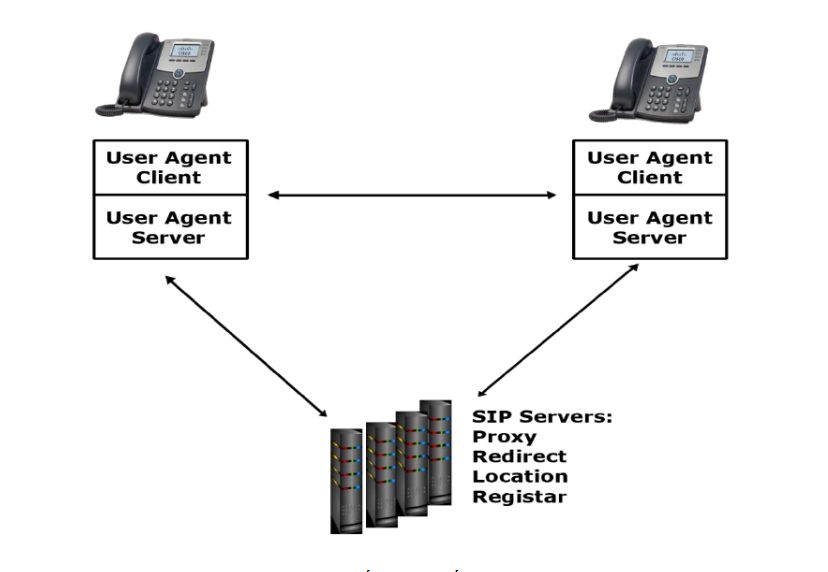 User Agent
Client
User Agent
Server
User Agent
Client
User Agent
Server
SIP Servers:
Proxy
Redirect
Location
Registar